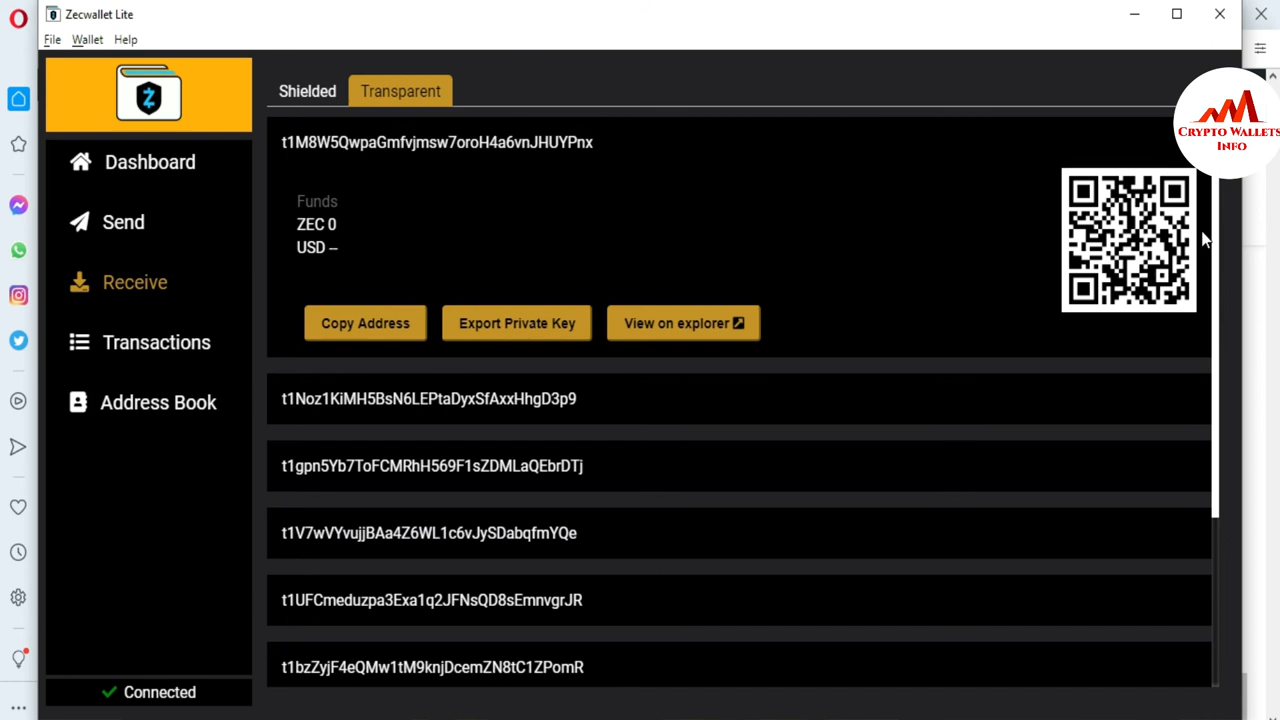 Zecwallet Lite
File Wallet Help
Shielded Transparent
CRYPTO WALLETS
INFO
t1M8W5QwpaGmfvjmsw7oroH4a6vnJHUYPnx
Dashboard
Send
Receive
Transactions
Address Book
Funds
ZEC 0
USD --
Copy Address Export Private Key View on explorer
t1Noz1KiMH5BsN6LEPtaDyxSfAxxHhgD3p9
t1gpn5Yb7ToFCMRhH569F1sZDMLaQEbrDTj
t1V7wVYvujjBAa4Z6WL1c6vJySDabqfmYQe
t1UFCmeduzpa3Exa1q2JFNsQD8sEmnvgrJR
t1bzZyjF4eQMw1tM9knjDcemZN8tC1ZPomR
Connected